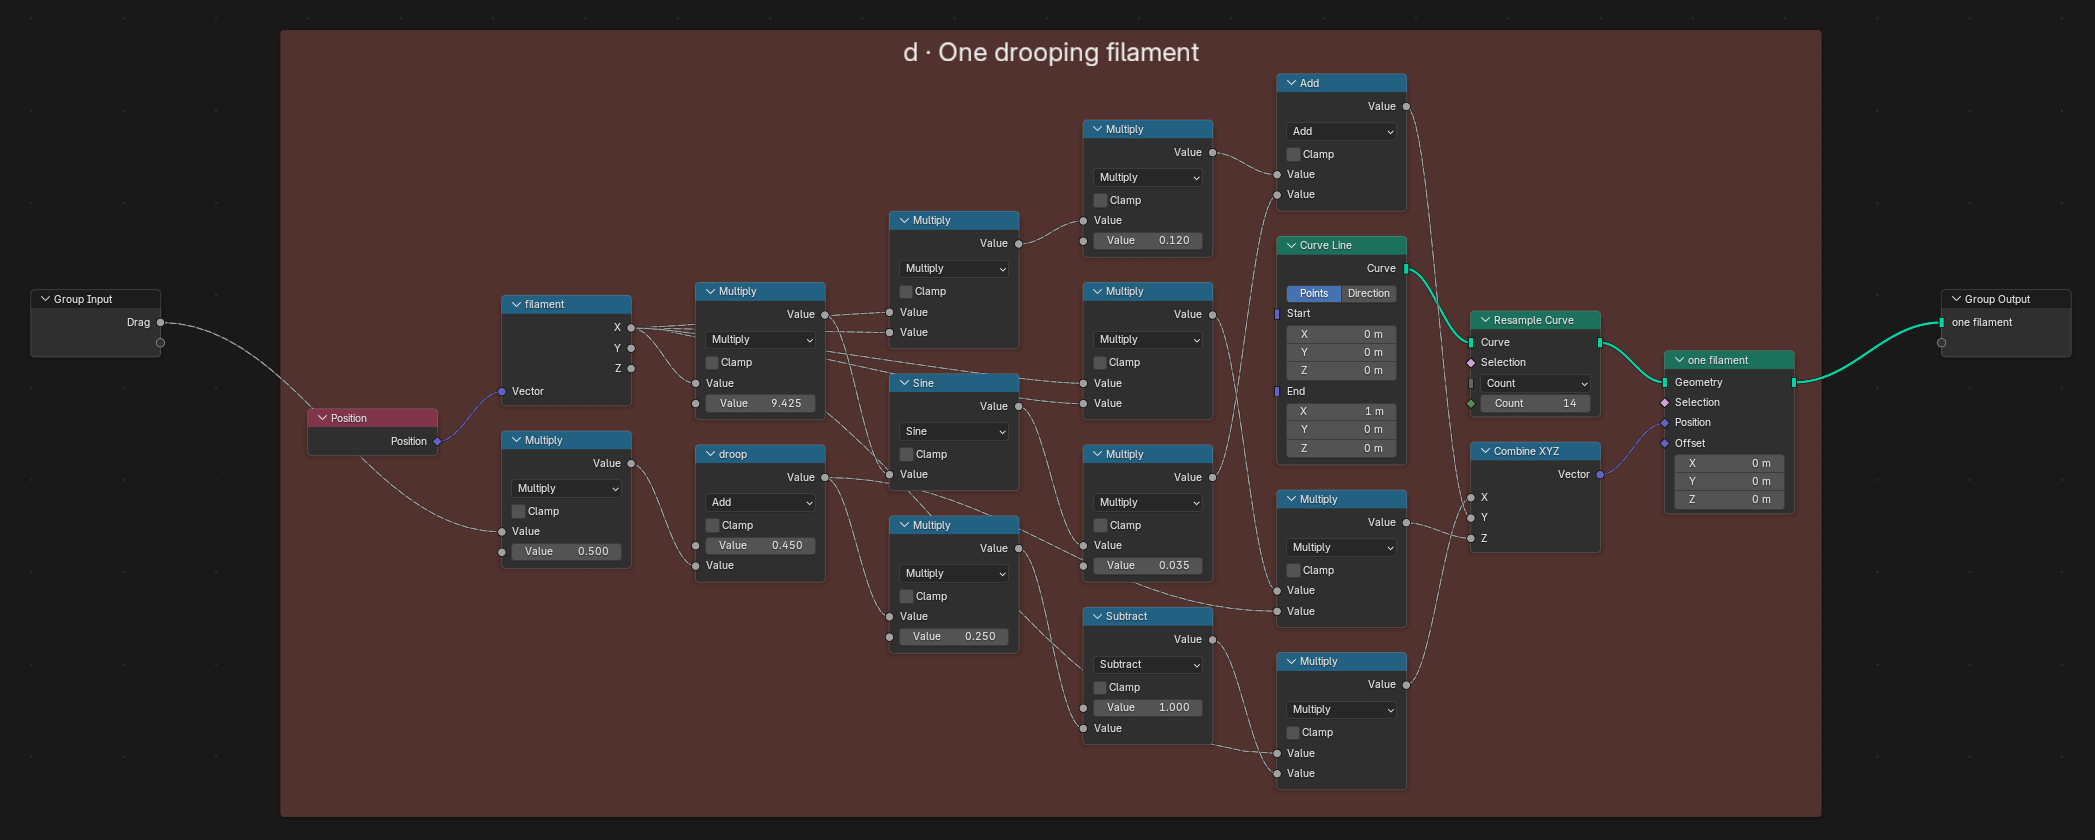 d · One drooping filament
Group Input
Drag
Position
Position
filament
X
Y
Z
Vector
Multiply
Value
Multiply
Clamp
Value
Value 0.500
Multiply
Value
Multiply
Clamp
Value
Value 9.425
droop
Value
Add
Clamp
Value 0.450
Value
Multiply
Value
Multiply
Clamp
Value
Value
Sine
Value
Sine
Clamp
Value
Multiply
Value
Multiply
Clamp
Value
Value 0.250
Multiply
Value
Multiply
Clamp
Value
Value 0.120
Multiply
Value
Multiply
Clamp
Value
Value
Multiply
Value
Multiply
Clamp
Value
Value 0.035
Subtract
Value
Subtract
Clamp
Value 1.000
Value
Add
Value
Add
Clamp
Value
Value
Curve Line
Curve
Points Direction
Start
X 0 m
Y 0 m
Z 0 m
End
X 1 m
Y 0 m
Z 0 m
Multiply
Value
Multiply
Clamp
Value
Value
Multiply
Value
Multiply
Clamp
Value
Value
Resample Curve
Curve
Selection
Count
Count 14
Combine XYZ
Vector
X
Y
Z
one filament
Geometry
Selection
Position
Offset
X 0 m
Y 0 m
Z 0 m
Group Output
one filament